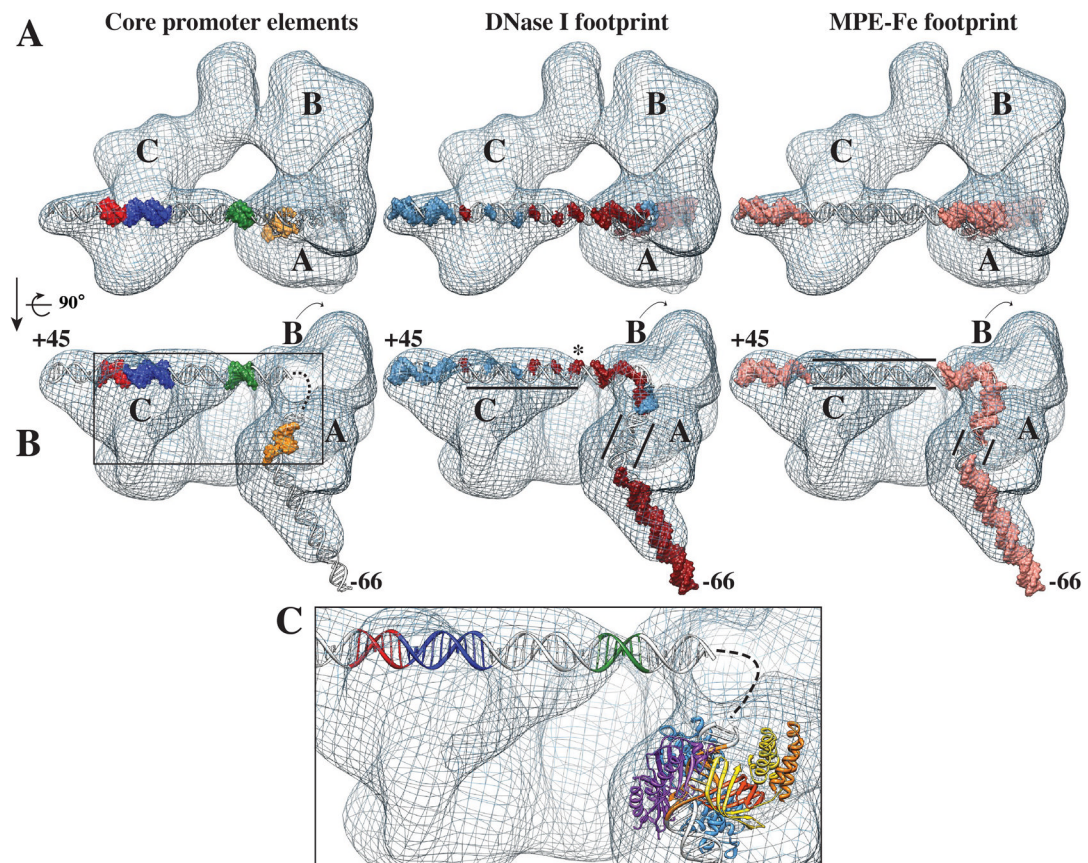 Core promoter elements DNase I footprint MPE-Fe footprint
A
B B B
C C C
A A A
90°
B B B
+45 +45 +45
*
C C C
A A A
B
-66 -66 -66
C